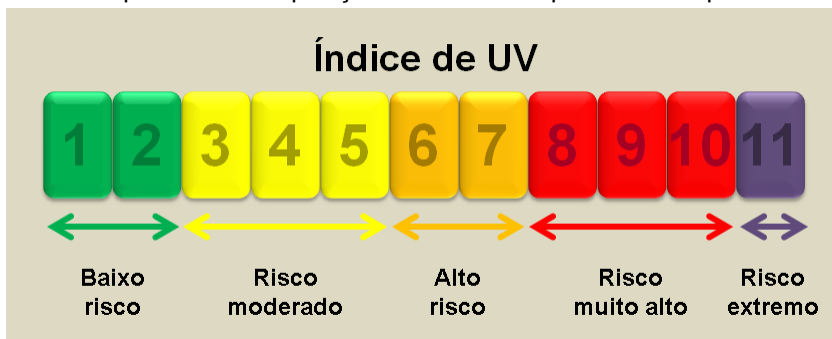 Índice de UV
1 2 3 4 5 6 7 8 9 10 11
Baixo risco
Risco moderado
Alto risco
Risco muito alto
Risco extremo